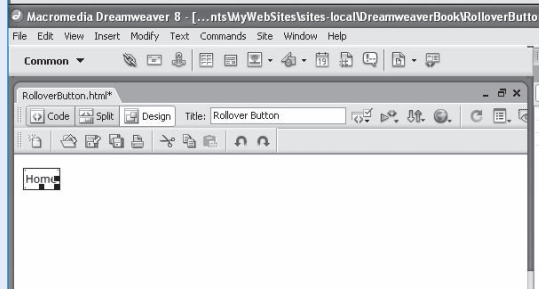 Macromedia Dreamweaver 8 - [...nts\MyWebSites\sites-local\DreamweaverBook\RolloverButto
File Edit View Insert Modify Text Commands Site Window Help
Common
19
RolloverButton.html*
Code Split Design Title: Rollover Button
Home